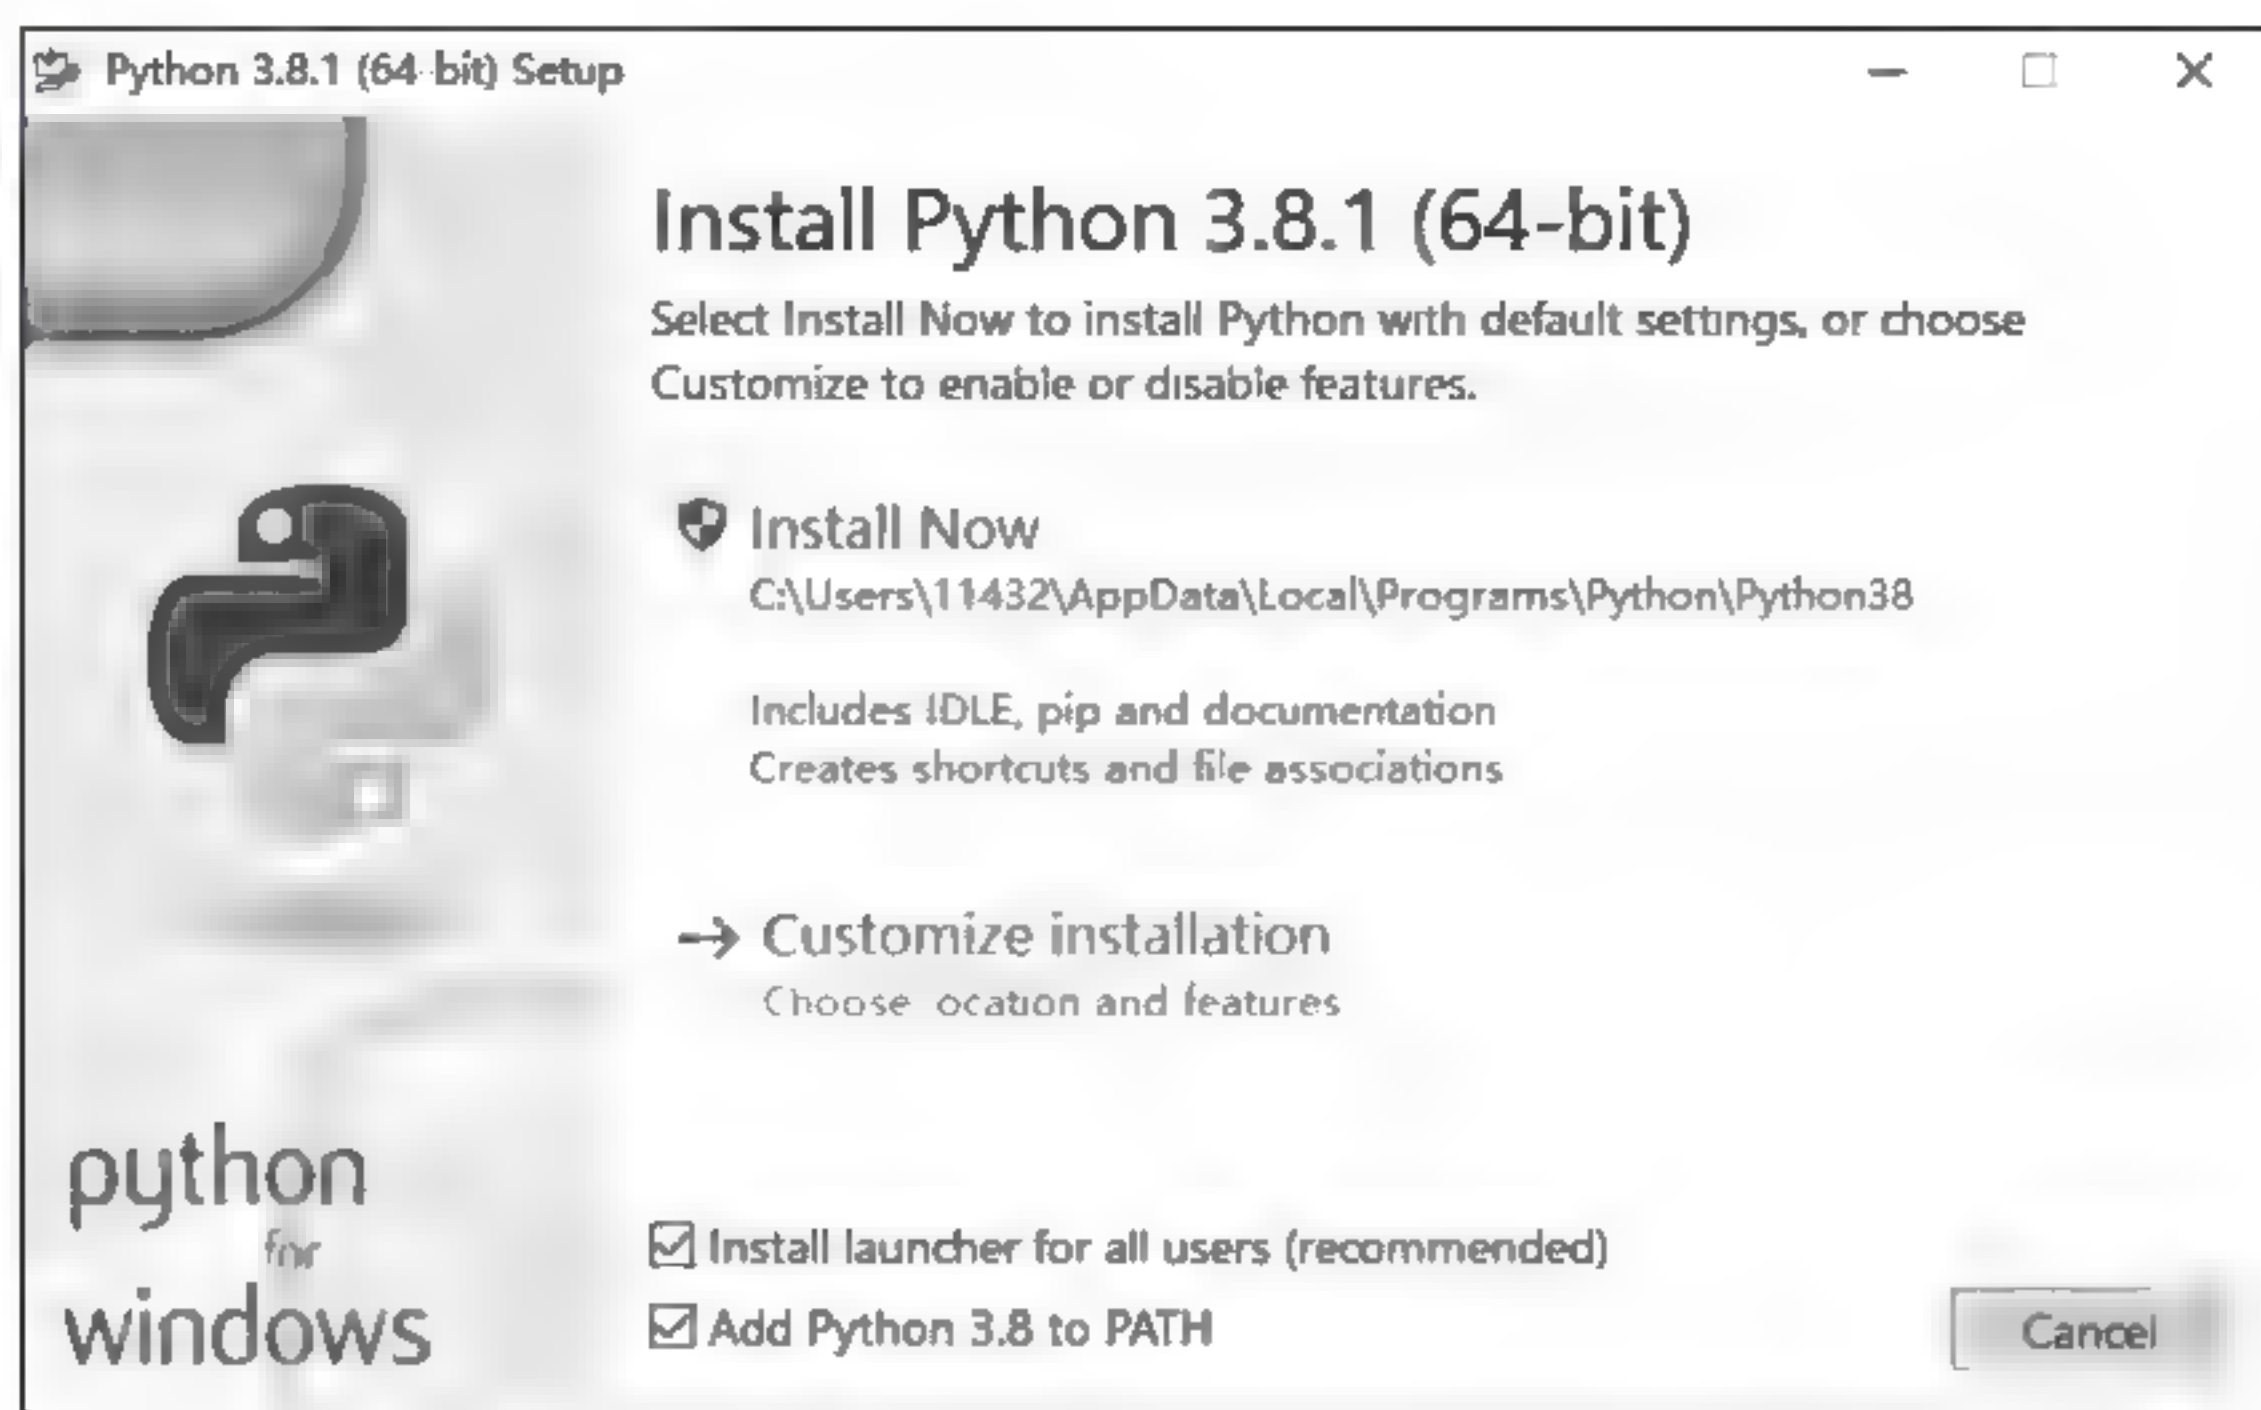 Python 3.8.1 (64-bit) Setup
Install Python 3.8.1 (64-bit)
Select Install Now to install Python with default settings, or choose
Customize to enable or disable features.
Install Now
C:\Users\11432\AppData\Local\Programs\Python\Python38
Includes IDLE, pip and documentation
Creates shortcuts and file associations
Customize installation
Choose location and features
python
for
windows
Install launcher for all users (recommended)
Add Python 3.8 to PATH
Cancel